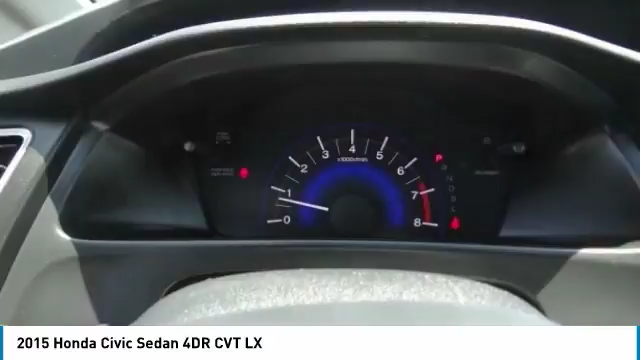 4
3 5
2 x1000r/min 6
1 7
0 8
P
N
D
S
L
2015 Honda Civic Sedan 4DR CVT LX